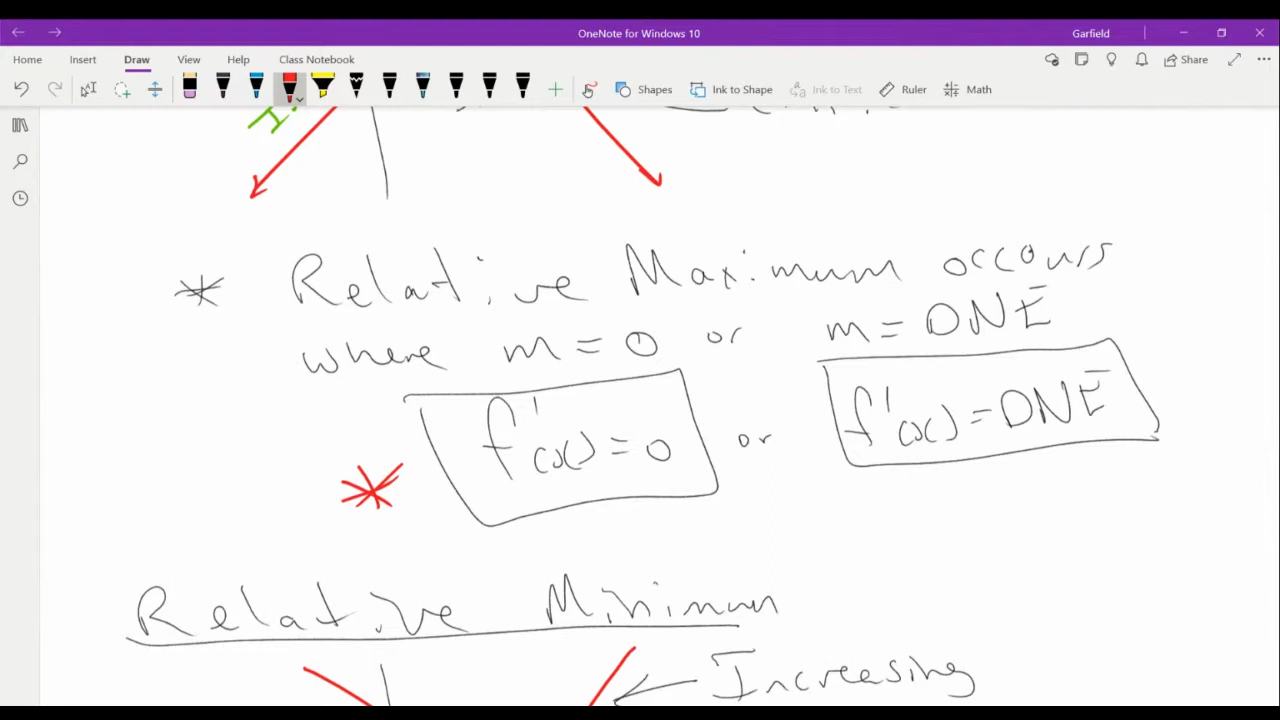 OneNote for Windows 10
Garfield
Home Insert Draw View Help Class Notebook
Share
Shapes Ink to Shape Ink to Text Ruler Math
* Relative Maximum occurs
where m = 0 or m = DNE
f'(x) = 0 or f'(x) = DNE
*
Relative Minimum
← Increasing